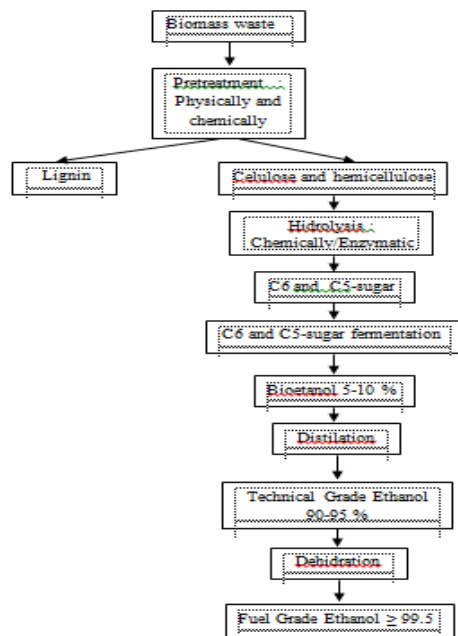 Biomass waste
Pretreatment :
Physically and
chemically
Lignin
Celulose and hemicellulose
Hidrolysis :
Chemically/Enzymatic
C6 and C5-sugar
C6 and C5-sugar fermentation
Bioetanol 5-10 %
Distilation
Technical Grade Ethanol
90-95 %
Dehidration
Fuel Grade Ethanol ≥ 99.5